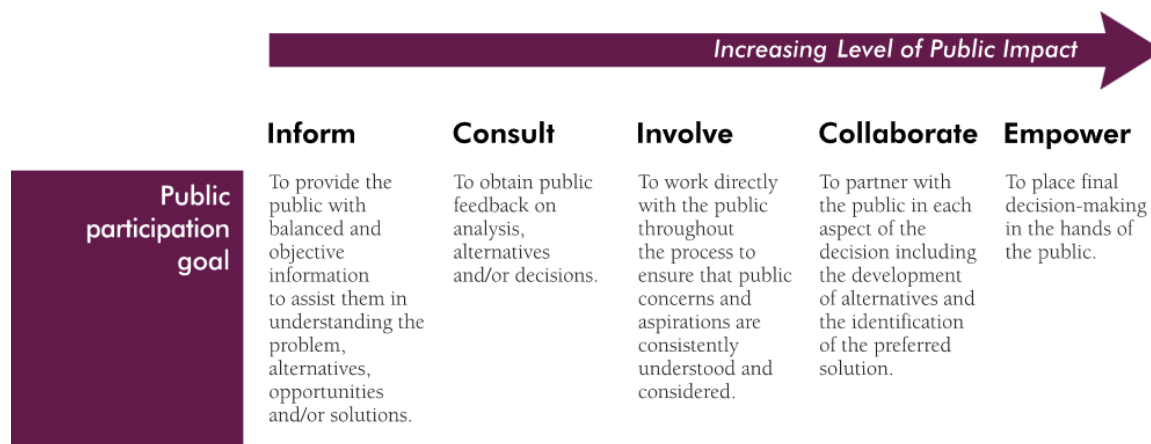 Increasing Level of Public Impact
Inform
Consult
Involve
Collaborate
Empower
Public
participation
goal
To provide the
public with
balanced and
objective
information
to assist them in
understanding the
problem,
alternatives,
opportunities
and/or solutions.
To obtain public
feedback on
analysis,
alternatives
and/or decisions.
To work directly
with the public
throughout
the process to
ensure that public
concerns and
aspirations are
consistently
understood and
considered.
To partner with
the public in each
aspect of the
decision including
the development
of alternatives and
the identification
of the preferred
solution.
To place final
decision-making
in the hands of
the public.